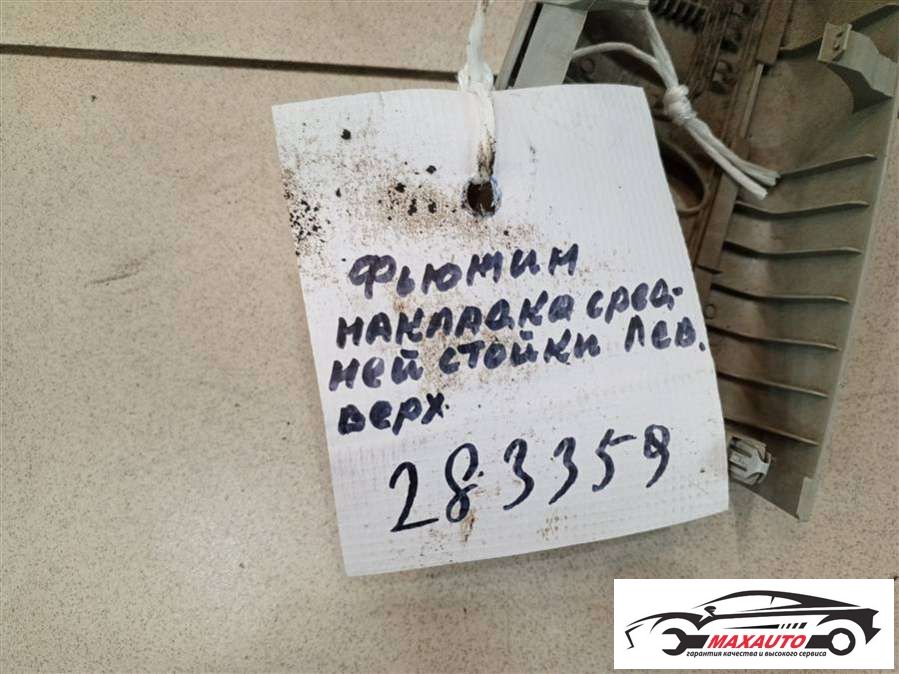 Фьюжин
накладка сред-
ней стойки Лев.
верх.
283359
MAXAUTO
гарантия качества и высокого сервиса